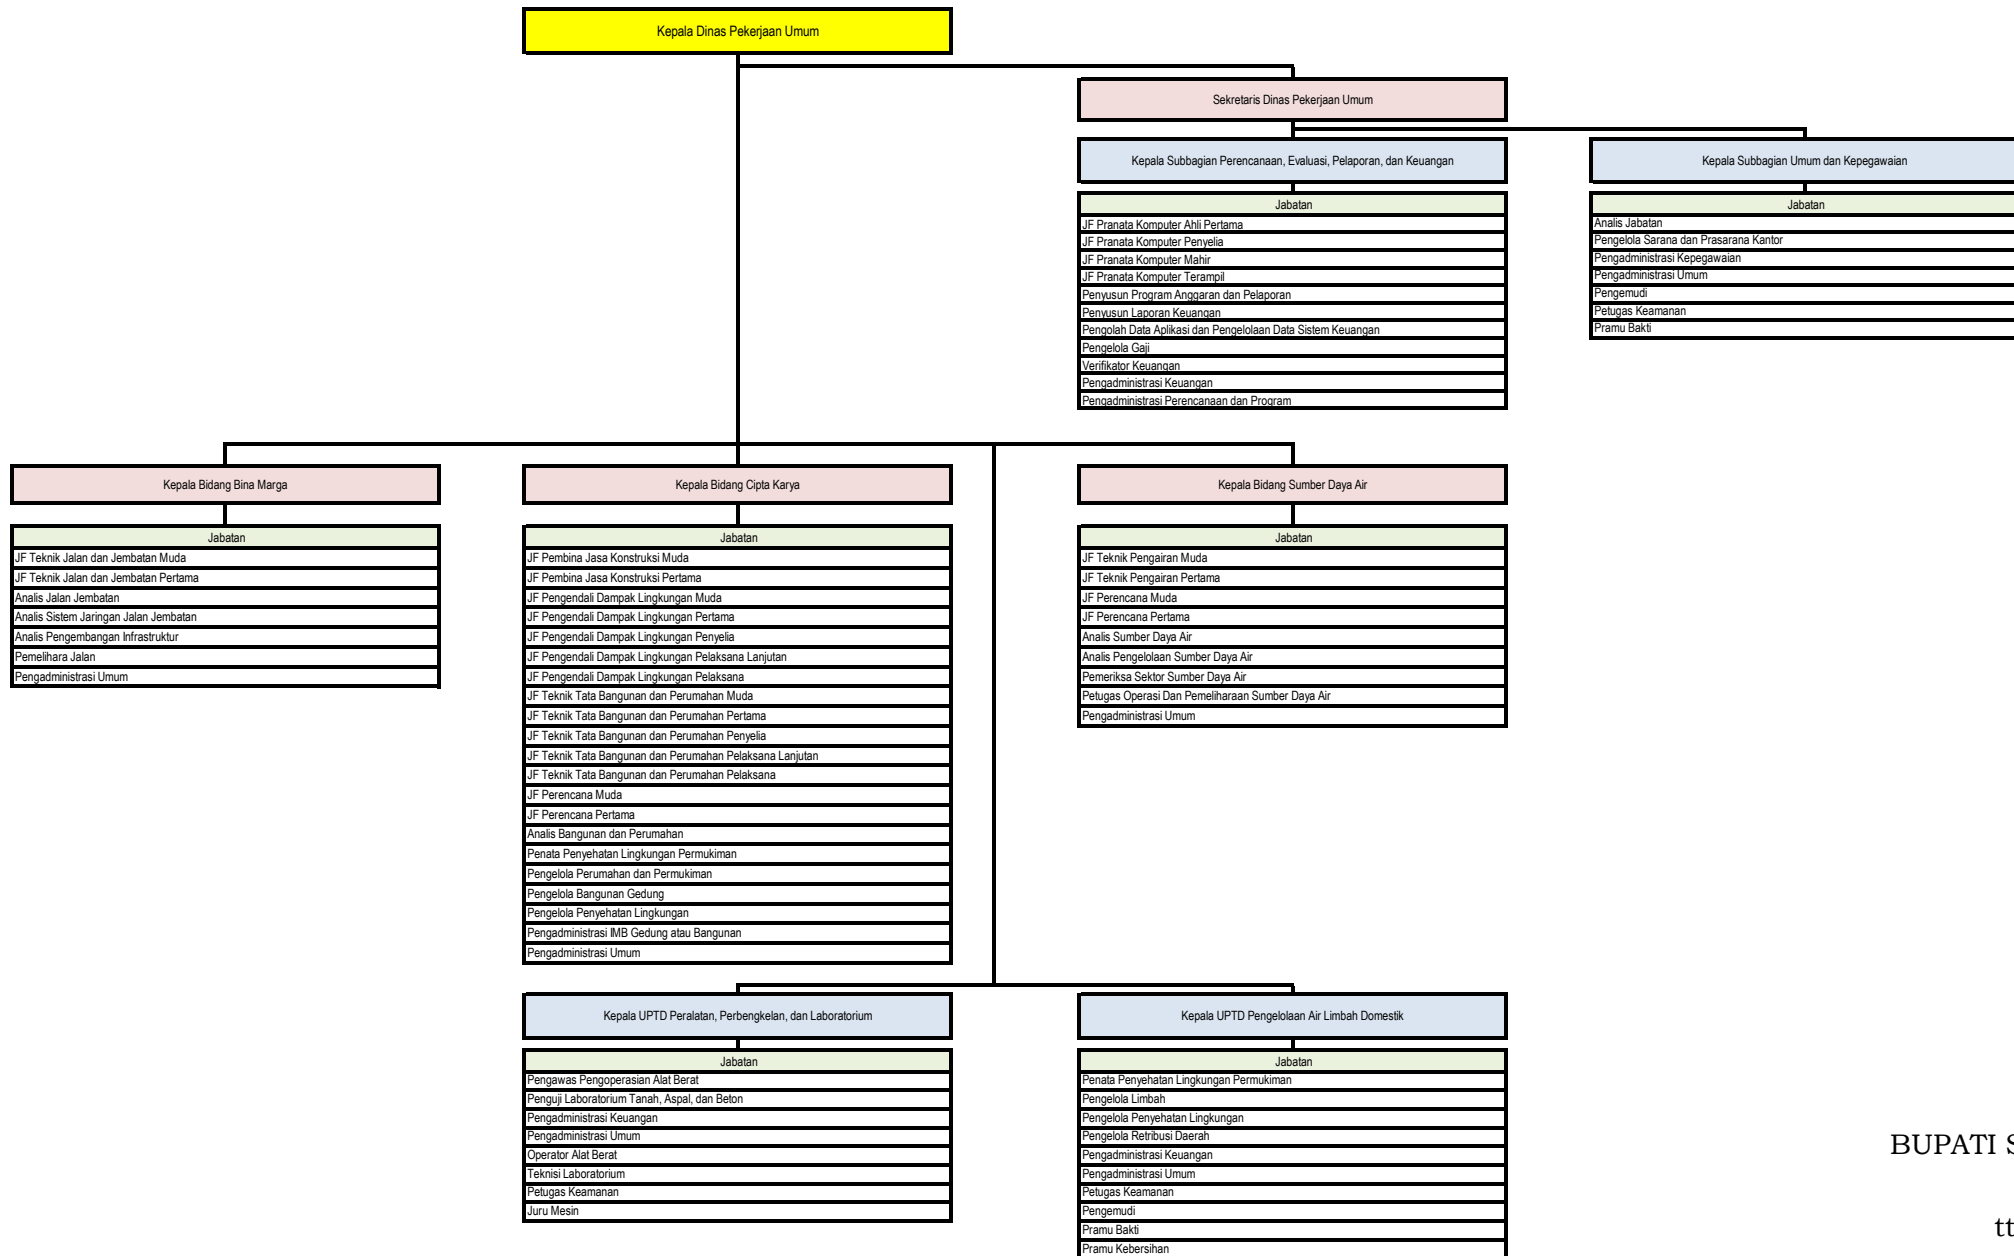 Kepala Dinas Pekerjaan Umum
Sekretaris Dinas Pekerjaan Umum
Kepala Subbagian Perencanaan, Evaluasi, Pelaporan, dan Keuangan
Jabatan
JF Pranata Komputer Ahli Pertama
JF Pranata Komputer Penyelia
JF Pranata Komputer Mahir
JF Pranata Komputer Terampil
Penyusun Program Anggaran dan Pelaporan
Penyusun Laporan Keuangan
Pengolah Data Aplikasi dan Pengelolaan Data Sistem Keuangan
Pengelola Gaji
Verifikator Keuangan
Pengadministrasi Keuangan
Pengadministrasi Perencanaan dan Program
Kepala Subbagian Umum dan Kepegawaian
Jabatan
Analis Jabatan
Pengelola Sarana dan Prasarana Kantor
Pengadministrasi Kepegawaian
Pengadministrasi Umum
Pengemudi
Petugas Keamanan
Pramu Bakti
Kepala Bidang Bina Marga
Jabatan
JF Teknik Jalan dan Jembatan Muda
JF Teknik Jalan dan Jembatan Pertama
Analis Jalan Jembatan
Analis Sistem Jaringan Jalan Jembatan
Analis Pengembangan Infrastruktur
Pemelihara Jalan
Pengadministrasi Umum
Kepala Bidang Cipta Karya
Jabatan
JF Pembina Jasa Konstruksi Muda
JF Pembina Jasa Konstruksi Pertama
JF Pengendali Dampak Lingkungan Muda
JF Pengendali Dampak Lingkungan Pertama
JF Pengendali Dampak Lingkungan Penyelia
JF Pengendali Dampak Lingkungan Pelaksana Lanjutan
JF Pengendali Dampak Lingkungan Pelaksana
JF Teknik Tata Bangunan dan Perumahan Muda
JF Teknik Tata Bangunan dan Perumahan Pertama
JF Teknik Tata Bangunan dan Perumahan Penyelia
JF Teknik Tata Bangunan dan Perumahan Pelaksana Lanjutan
JF Teknik Tata Bangunan dan Perumahan Pelaksana
JF Perencana Muda
JF Perencana Pertama
Analis Bangunan dan Perumahan
Penata Penyehatan Lingkungan Permukiman
Pengelola Perumahan dan Permukiman
Pengelola Bangunan Gedung
Pengelola Penyehatan Lingkungan
Pengadministrasi IMB Gedung atau Bangunan
Pengadministrasi Umum
Kepala Bidang Sumber Daya Air
Jabatan
JF Teknik Pengairan Muda
JF Teknik Pengairan Pertama
JF Perencana Muda
JF Perencana Pertama
Analis Sumber Daya Air
Analis Pengelolaan Sumber Daya Air
Pemeriksa Sektor Sumber Daya Air
Petugas Operasi Dan Pemeliharaan Sumber Daya Air
Pengadministrasi Umum
Kepala UPTD Peralatan, Perbengkelan, dan Laboratorium
Jabatan
Pengawas Pengoperasian Alat Berat
Penguji Laboratorium Tanah, Aspal, dan Beton
Pengadministrasi Keuangan
Pengadministrasi Umum
Operator Alat Berat
Teknisi Laboratorium
Petugas Keamanan
Juru Mesin
Kepala UPTD Pengelolaan Air Limbah Domestik
Jabatan
Penata Penyehatan Lingkungan Permukiman
Pengelola Limbah
Pengelola Penyehatan Lingkungan
Pengelola Retribusi Daerah
Pengadministrasi Keuangan
Pengadministrasi Umum
Petugas Keamanan
Pengemudi
Pramu Bakti
Pramu Kebersihan
BUPATI